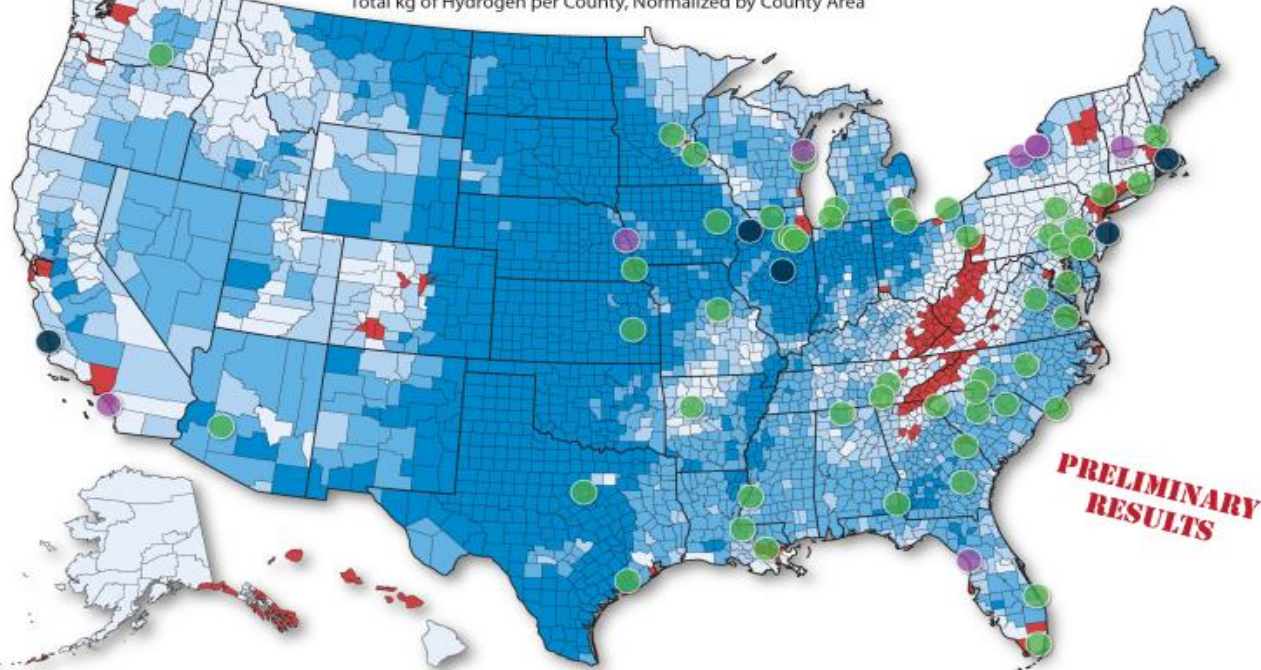 Total kg of Hydrogen per County, Normalized by County Area
PRELIMINARY
RESULTS